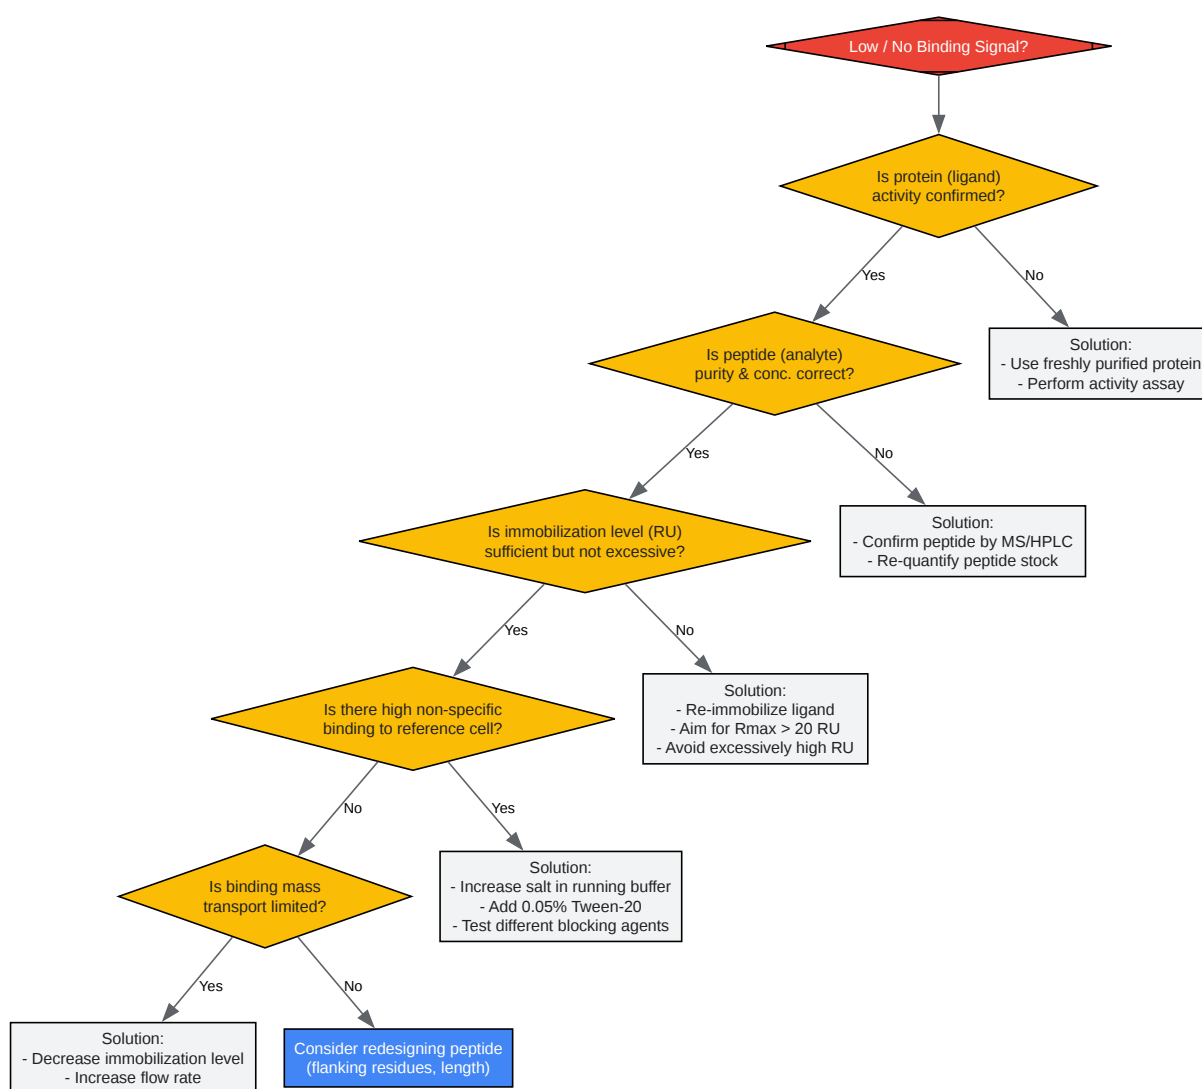 Low / No Binding Signal?
Is protein (ligand)
activity confirmed?
Yes
No
Solution:
- Use freshly purified protein
- Perform activity assay
Is peptide (analyte)
purity & conc. correct?
Yes
No
Solution:
- Confirm peptide by MS/HPLC
- Re-quantify peptide stock
Is immobilization level (RU)
sufficient but not excessive?
Yes
No
Solution:
- Re-immobilize ligand
- Aim for Rmax > 20 RU
- Avoid excessively high RU
Is there high non-specific
binding to reference cell?
No
Yes
Solution:
- Increase salt in running buffer
- Add 0.05% Tween-20
- Test different blocking agents
Is binding mass
transport limited?
Yes
No
Solution:
- Decrease immobilization level
- Increase flow rate
Consider redesigning peptide
(flanking residues, length)